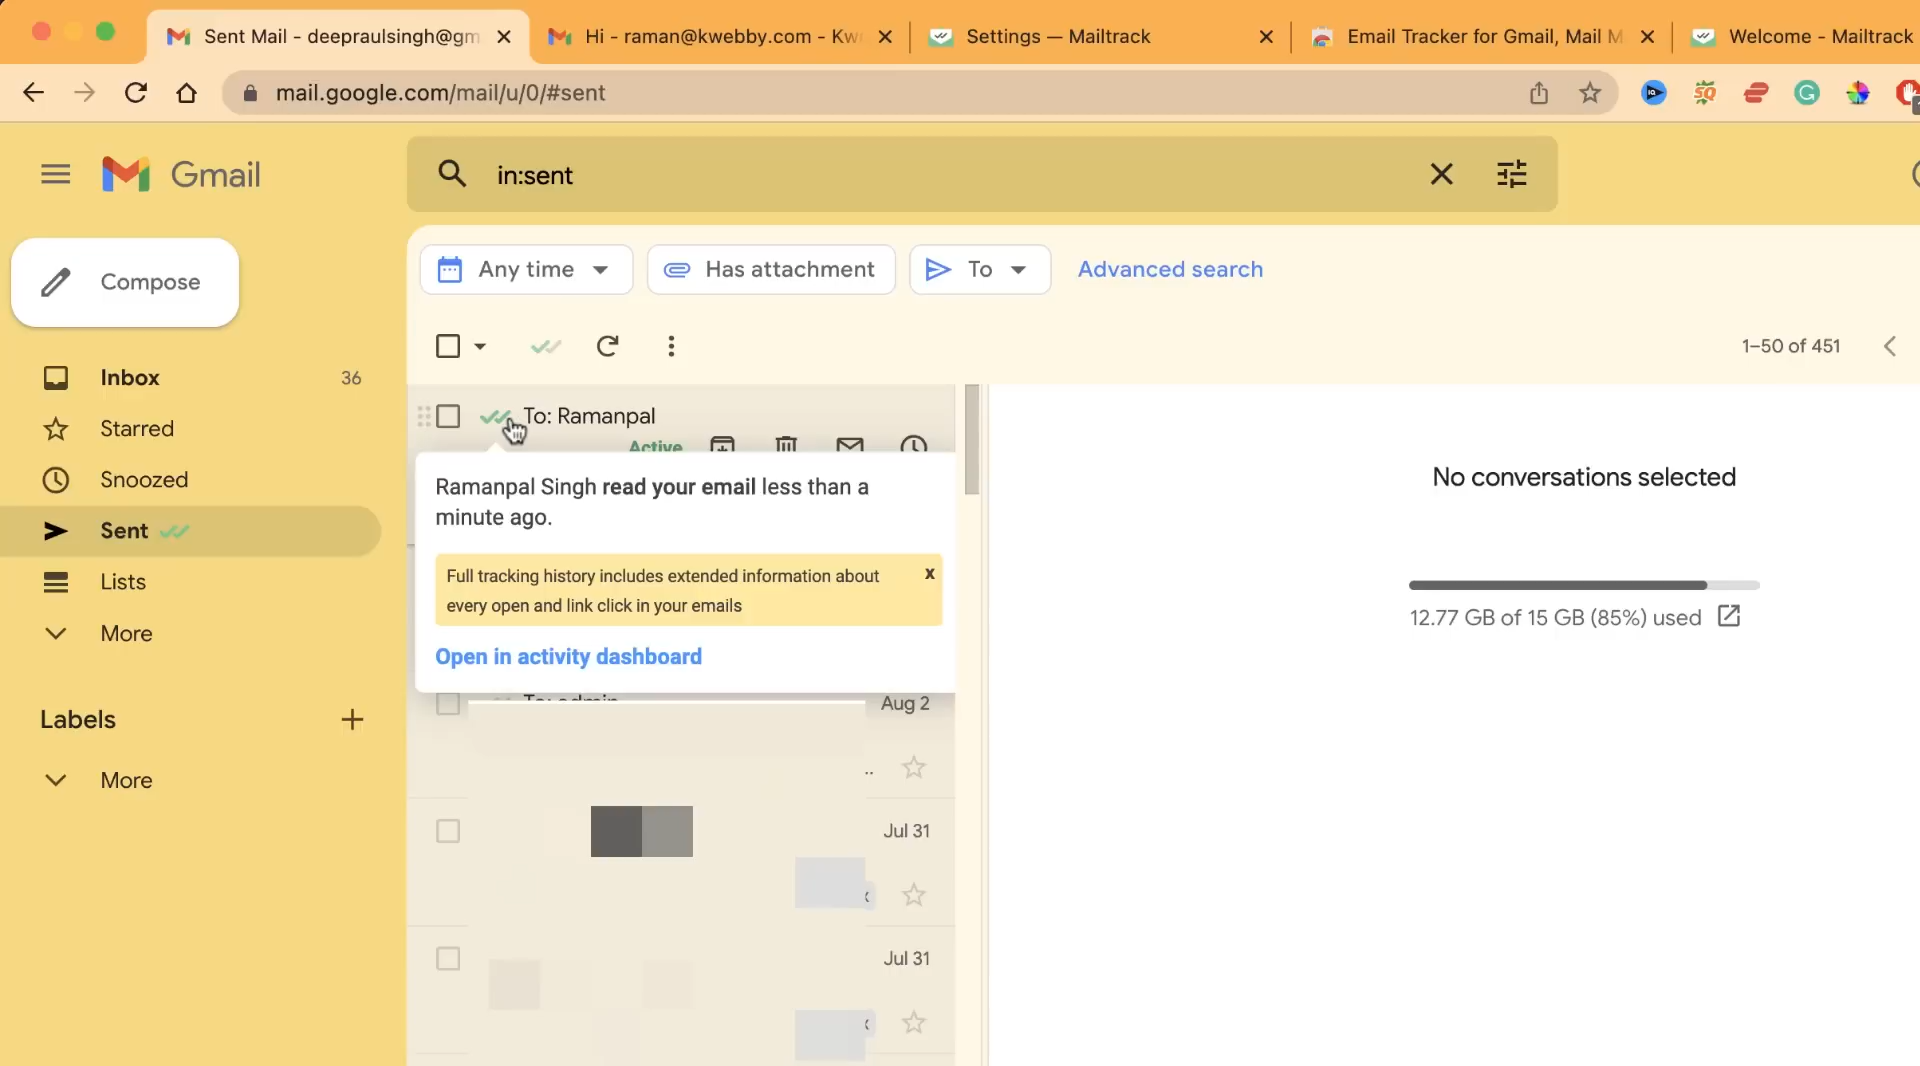 Sent Mail - deepraulsingh@gm
Hi - raman@kwebby.com - Kw
Settings — Mailtrack
Email Tracker for Gmail, Mail M
Welcome - Mailtrack
mail.google.com/mail/u/0/#sent
Gmail
in:sent
Compose
Any time
Has attachment
To
Advanced search
1–50 of 451
Inbox 36
Starred
Snoozed
Sent
Lists
More
Labels
More
To: Ramanpal
Active
Ramanpal Singh read your email less than a
minute ago.
Full tracking history includes extended information about
every open and link click in your emails
x
Open in activity dashboard
To: admin
Aug 2
..
Jul 31
Jul 31
No conversations selected
12.77 GB of 15 GB (85%) used